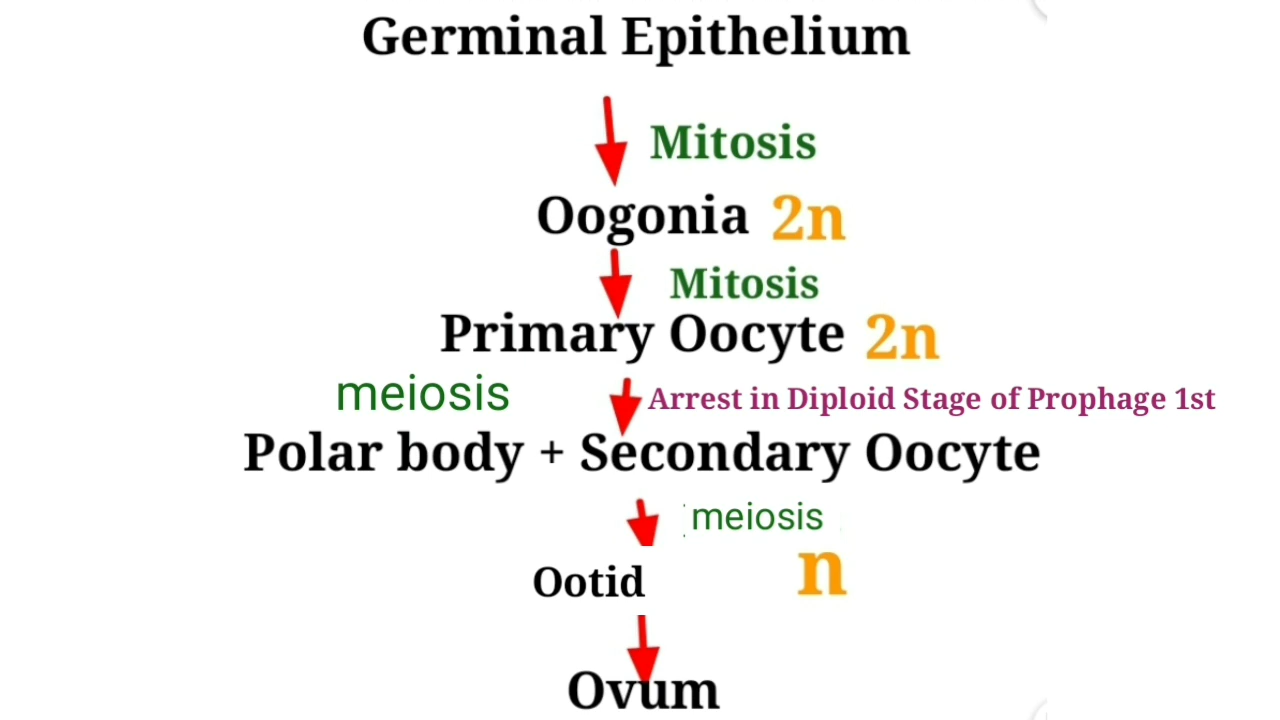 Germinal Epithelium
Mitosis
Oogonia 2n
Mitosis
Primary Oocyte 2n
meiosis Arrest in Diploid Stage of Prophage 1st
Polar body + Secondary Oocyte
meiosis
Ootid n
Ovum